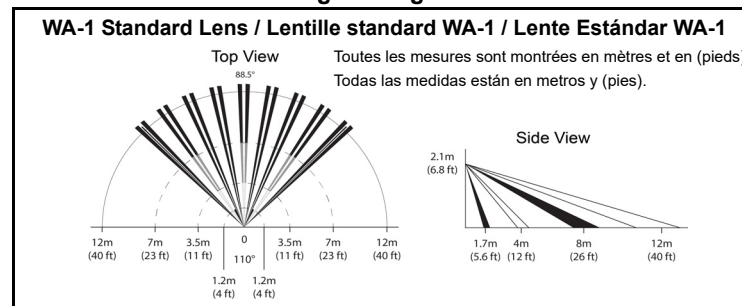 WA-1 Standard Lens / Lentille standard WA-1 / Lente Estándar WA-1
Top View
Toutes les mesures sont montrées en mètres et en (pieds)
Todas las medidas están en metros y (pies).
88.5°
Side View
2.1m
(6.8 ft)
12m 7m 3.5m 0 3.5m 7m 12m
(40 ft) (23 ft) (11 ft) 110° (11 ft) (23 ft) (40 ft)
1.2m 1.2m
(4 ft) (4 ft)
1.7m 4m 8m 12m
(5.6 ft) (12 ft) (26 ft) (40 ft)